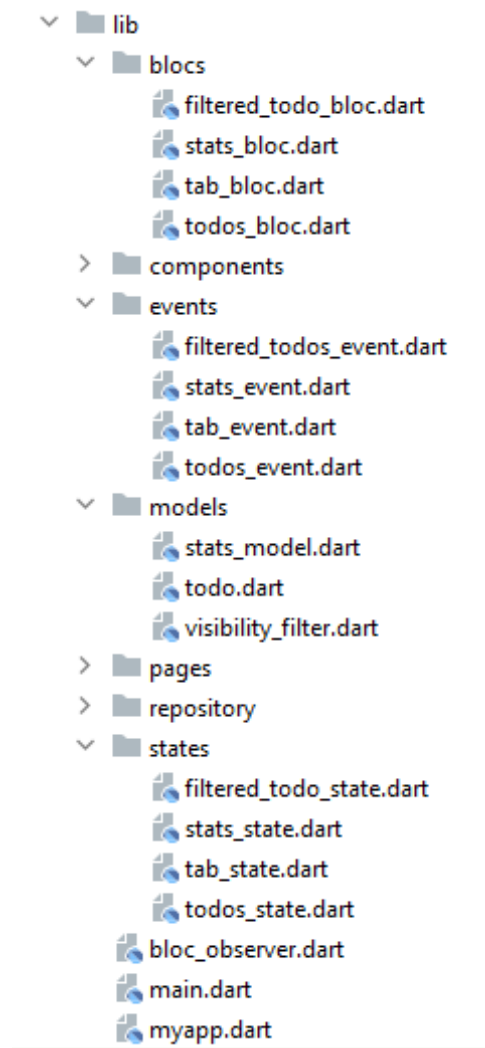 lib
blocs
filtered_todo_bloc.dart
stats_bloc.dart
tab_bloc.dart
todos_bloc.dart
components
events
filtered_todos_event.dart
stats_event.dart
tab_event.dart
todos_event.dart
models
stats_model.dart
todo.dart
visibility_filter.dart
pages
repository
states
filtered_todo_state.dart
stats_state.dart
tab_state.dart
todos_state.dart
bloc_observer.dart
main.dart
myapp.dart